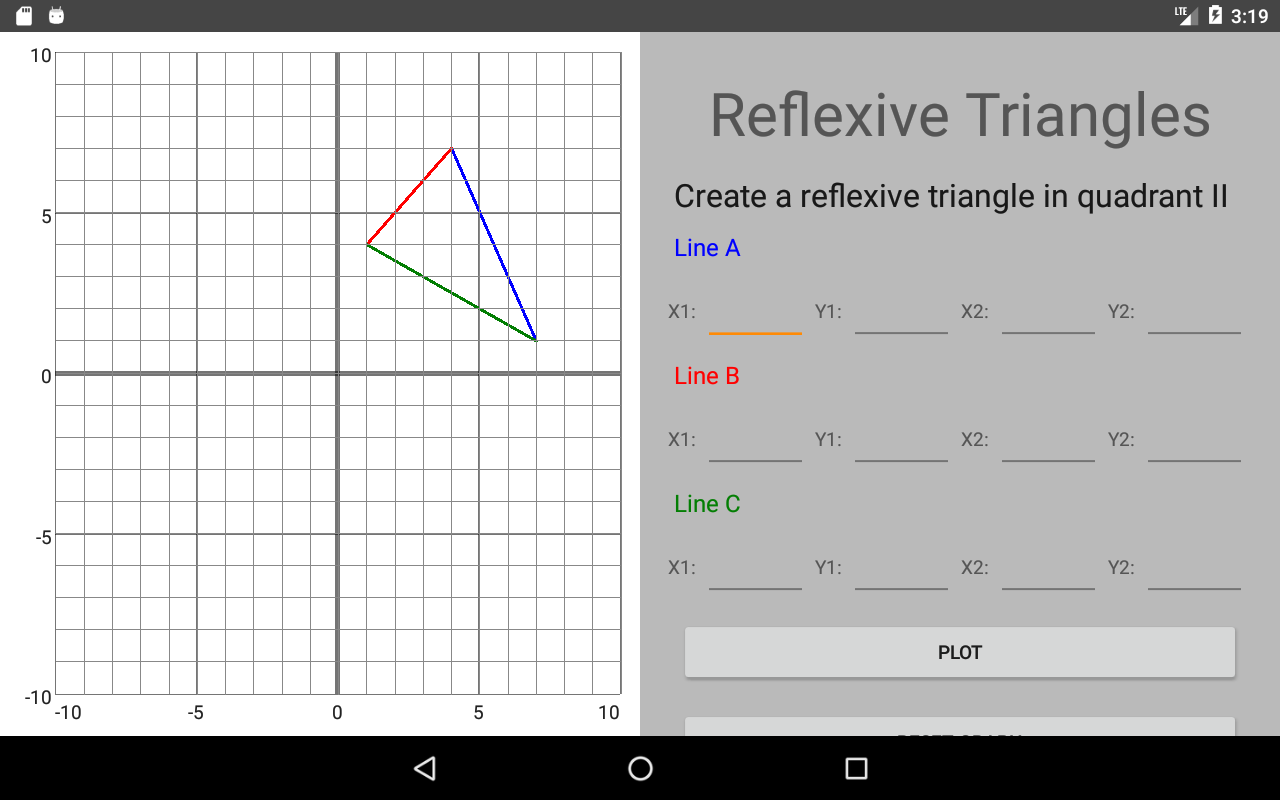 LTE 3:19
10
5
0
-5
-10
-10 -5 0 5 10
Reflexive Triangles
Create a reflexive triangle in quadrant II
Line A
X1: Y1: X2: Y2:
Line B
X1: Y1: X2: Y2:
Line C
X1: Y1: X2: Y2:
PLOT